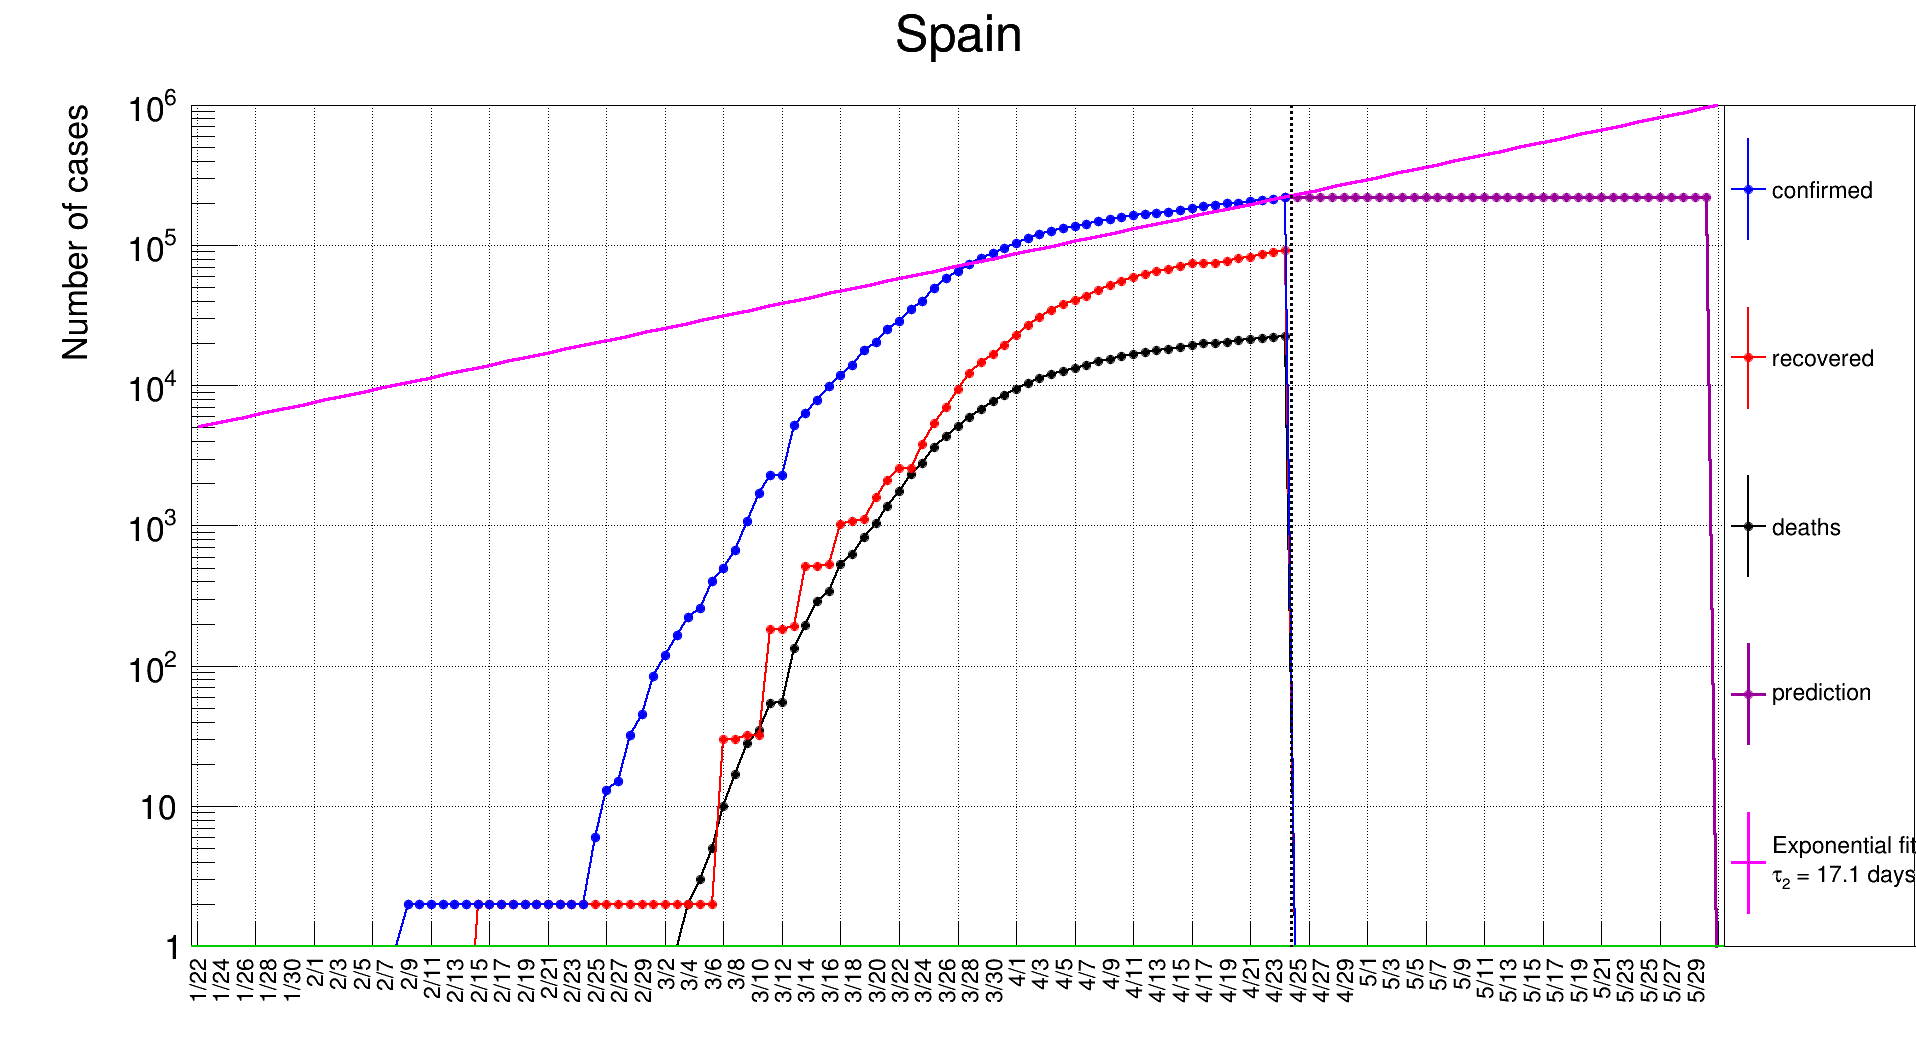 Spain
Number of cases
10^6
10^5
10^4
10^3
10^2
10
1
1/22 1/24 1/26 1/28 1/30 2/1 2/3 2/5 2/7 2/9 2/11 2/13 2/15 2/17 2/19 2/21 2/23 2/25 2/27 2/29 3/2 3/4 3/6 3/8 3/10 3/12 3/14 3/16 3/18 3/20 3/22 3/24 3/26 3/28 3/30 4/1 4/3 4/5 4/7 4/9 4/11 4/13 4/15 4/17 4/19 4/21 4/23 4/25 4/27 4/29 5/1 5/3 5/5 5/7 5/9 5/11 5/13 5/15 5/17 5/19 5/21 5/23 5/25 5/27 5/29
confirmed
recovered
deaths
prediction
Exponential fit
τ₂ = 17.1 days